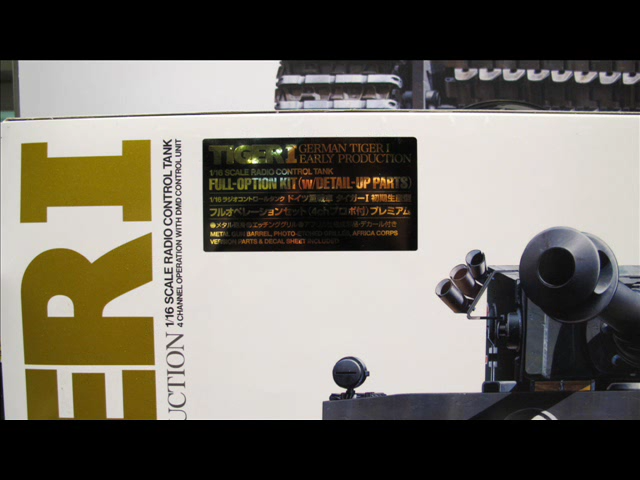 TIGER I GERMAN TIGER I
EARLY PRODUCTION
1/16 SCALE RADIO CONTROL TANK
FULL-OPTION KIT (w/DETAIL-UP PARTS)
1/16 ラジオコントロールタンク ドイツ タイガーI 初期生産型
フルオペレーションセット (4chプロポ付) プレミアム
METAL GUN BARREL, PHOTO-ETCHED GRILLES, AFRICA CORPS
VERSION PARTS & DECAL SHEET INCLUDED
ERI
UCTION
1/16 SCALE RADIO CONTROL TANK
4 CHANNEL OPERATION WITH DMD CONTROL UNIT